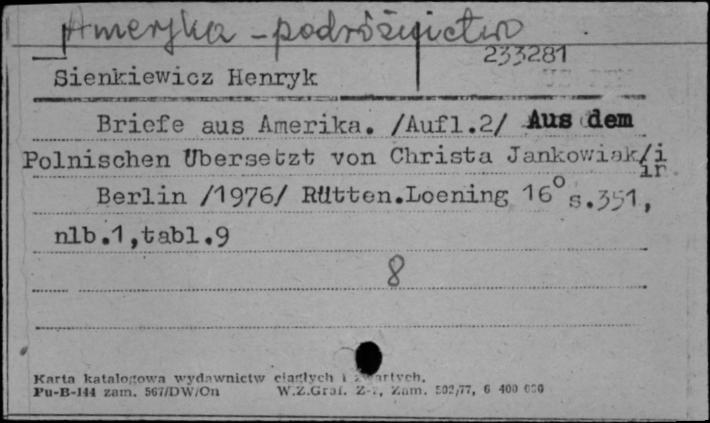 Ameryka - podróżnictwo
233281
Sienkiewicz Henryk
Briefe aus Amerika. /Aufl.2/ Aus dem
Polnischen Ubersetzt von Christa Jankowiak/i
ir
Berlin /1976/ Rütten.Loening 16° s.351,
nlb.1,tabl.9
8
Karta katalogowa wydawnictw ciągłych i zwartych.
Pu-B-144 zam. 567/DW/On W.Z.Graf. Zam. 502/77, 6 400 000